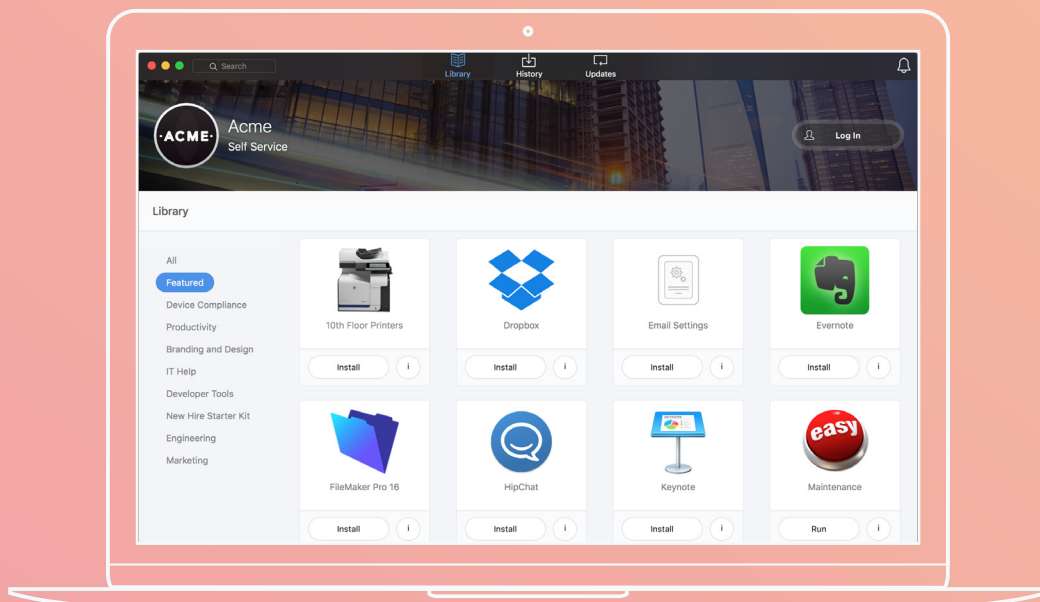 Search
Library
History
Updates
·ACME·
Acme
Self Service
Log In
Library
All
Featured
Device Compliance
Productivity
Branding and Design
IT Help
Developer Tools
New Hire Starter Kit
Engineering
Marketing
10th Floor Printers
Dropbox
Email Settings
Evernote
Install
i
Install
i
Install
i
Install
i
easy
FileMaker Pro 16
HipChat
Keynote
Maintenance
Install
i
Install
i
Install
i
Run
i